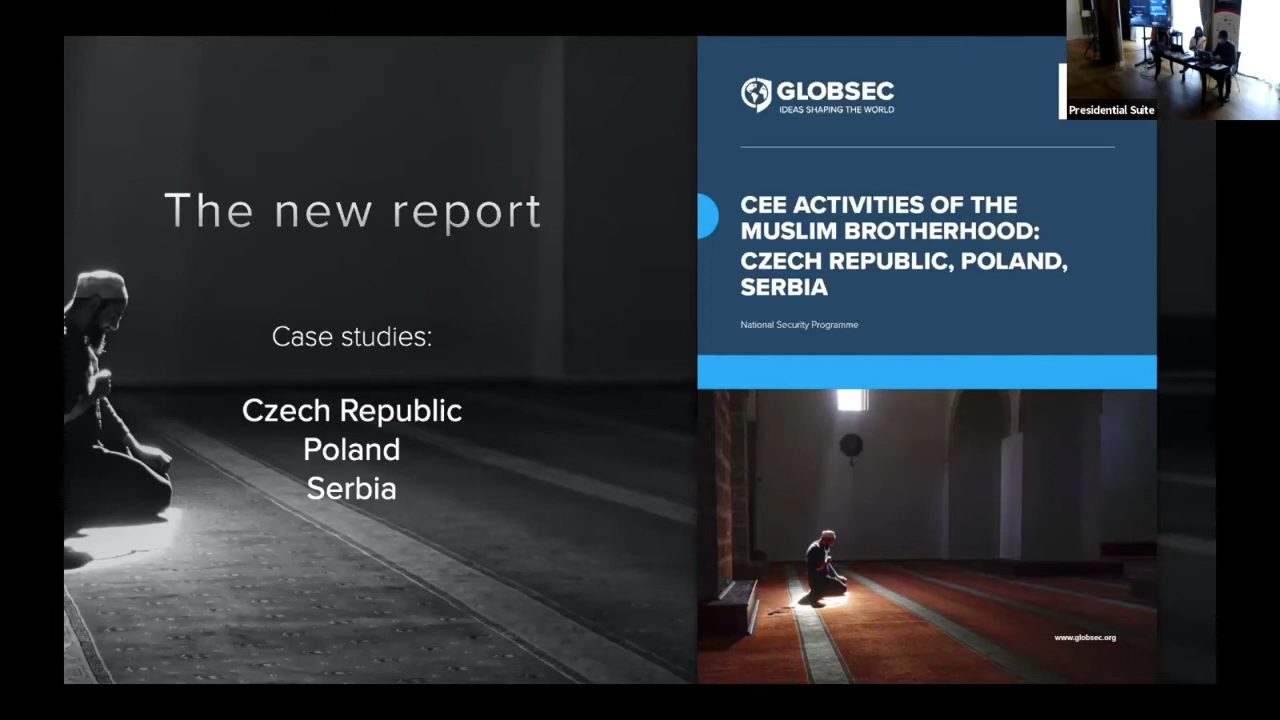 The new report
Case studies:
Czech Republic
Poland
Serbia
GLOBSEC
IDEAS SHAPING THE WORLD
CEE ACTIVITIES OF THE
MUSLIM BROTHERHOOD:
CZECH REPUBLIC, POLAND,
SERBIA
National Security Programme
www.globsec.org
Presidential Suite